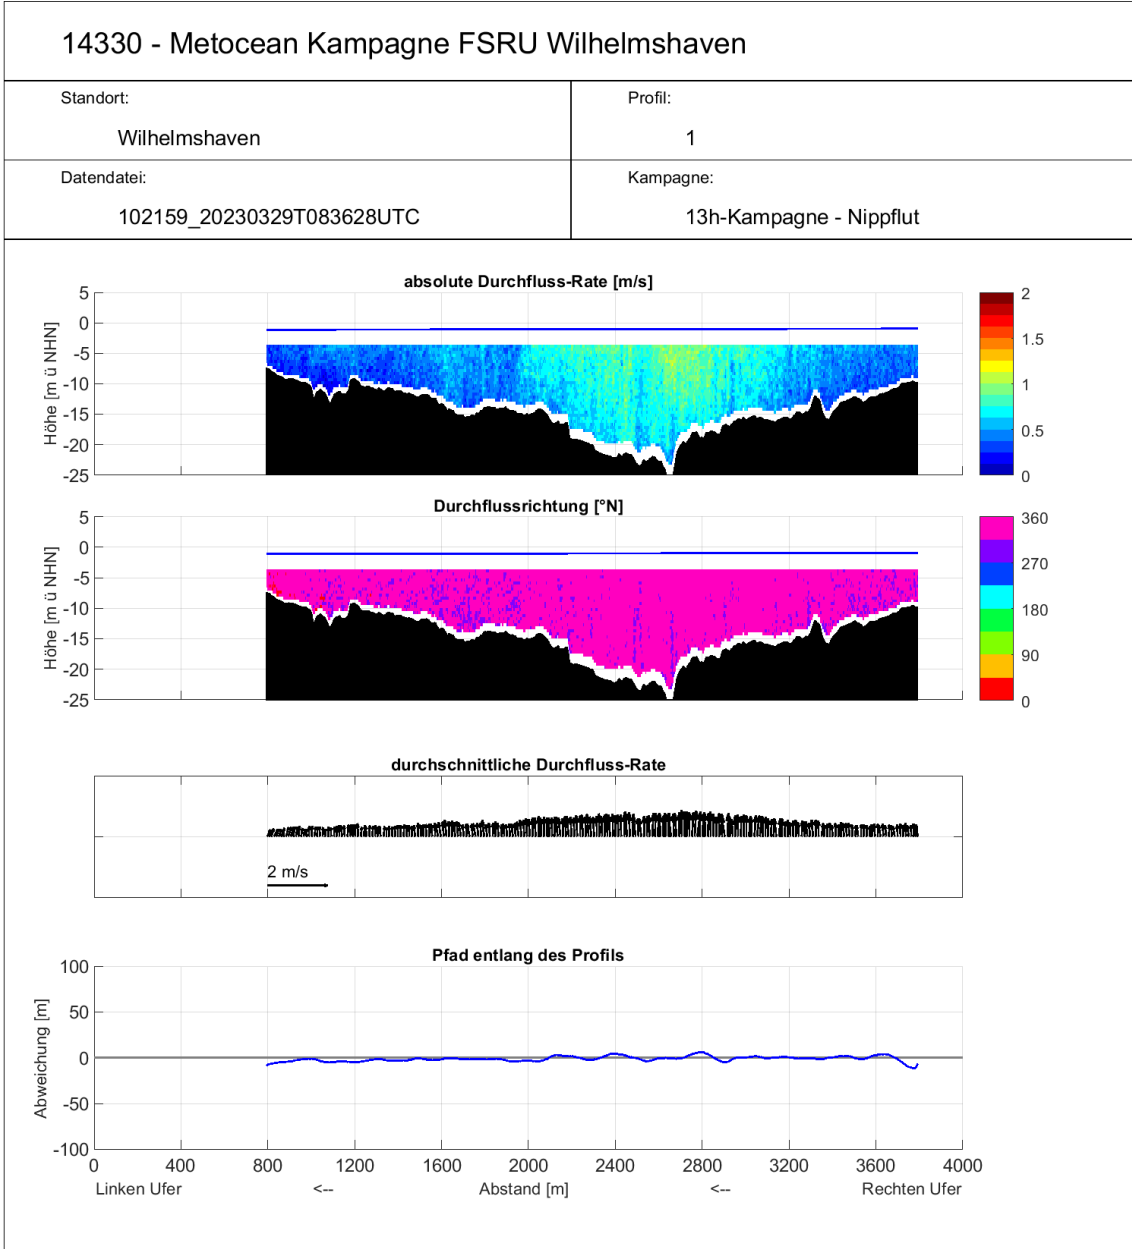 14330 - Metocean Kampagne FSRU Wilhelmshaven
Standort:
Profil:
Wilhelmshaven
1
Datendatei:
Kampagne:
102159_20230329T083628UTC
13h-Kampagne - Nippflut
absolute Durchfluss-Rate [m/s]
Höhe [m ü NHN]
5
0
-5
-10
-15
-20
-25
2
1.5
1
0.5
0
Durchflussrichtung [°N]
Höhe [m ü NHN]
5
0
-5
-10
-15
-20
-25
360
270
180
90
0
durchschnittliche Durchfluss-Rate
2 m/s
Pfad entlang des Profils
Abweichung [m]
100
50
0
-50
-100
0 400 800 1200 1600 2000 2400 2800 3200 3600 4000
Linken Ufer <-- Abstand [m] <-- Rechten Ufer